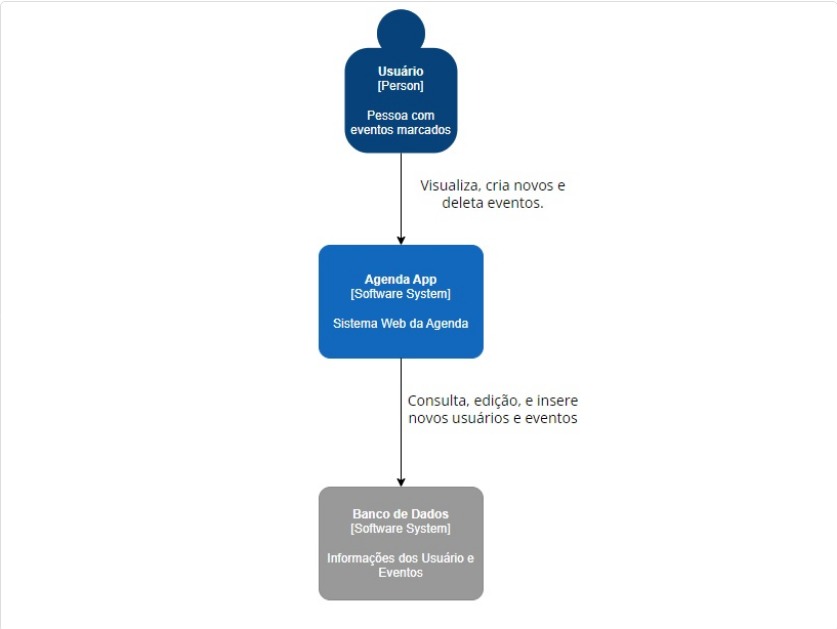 Usuário
[Person]
Pessoa com
eventos marcados
Visualiza, cria novos e
deleta eventos.
Agenda App
[Software System]
Sistema Web da Agenda
Consulta, edição, e insere
novos usuários e eventos
Banco de Dados
[Software System]
Informações dos Usuário e
Eventos